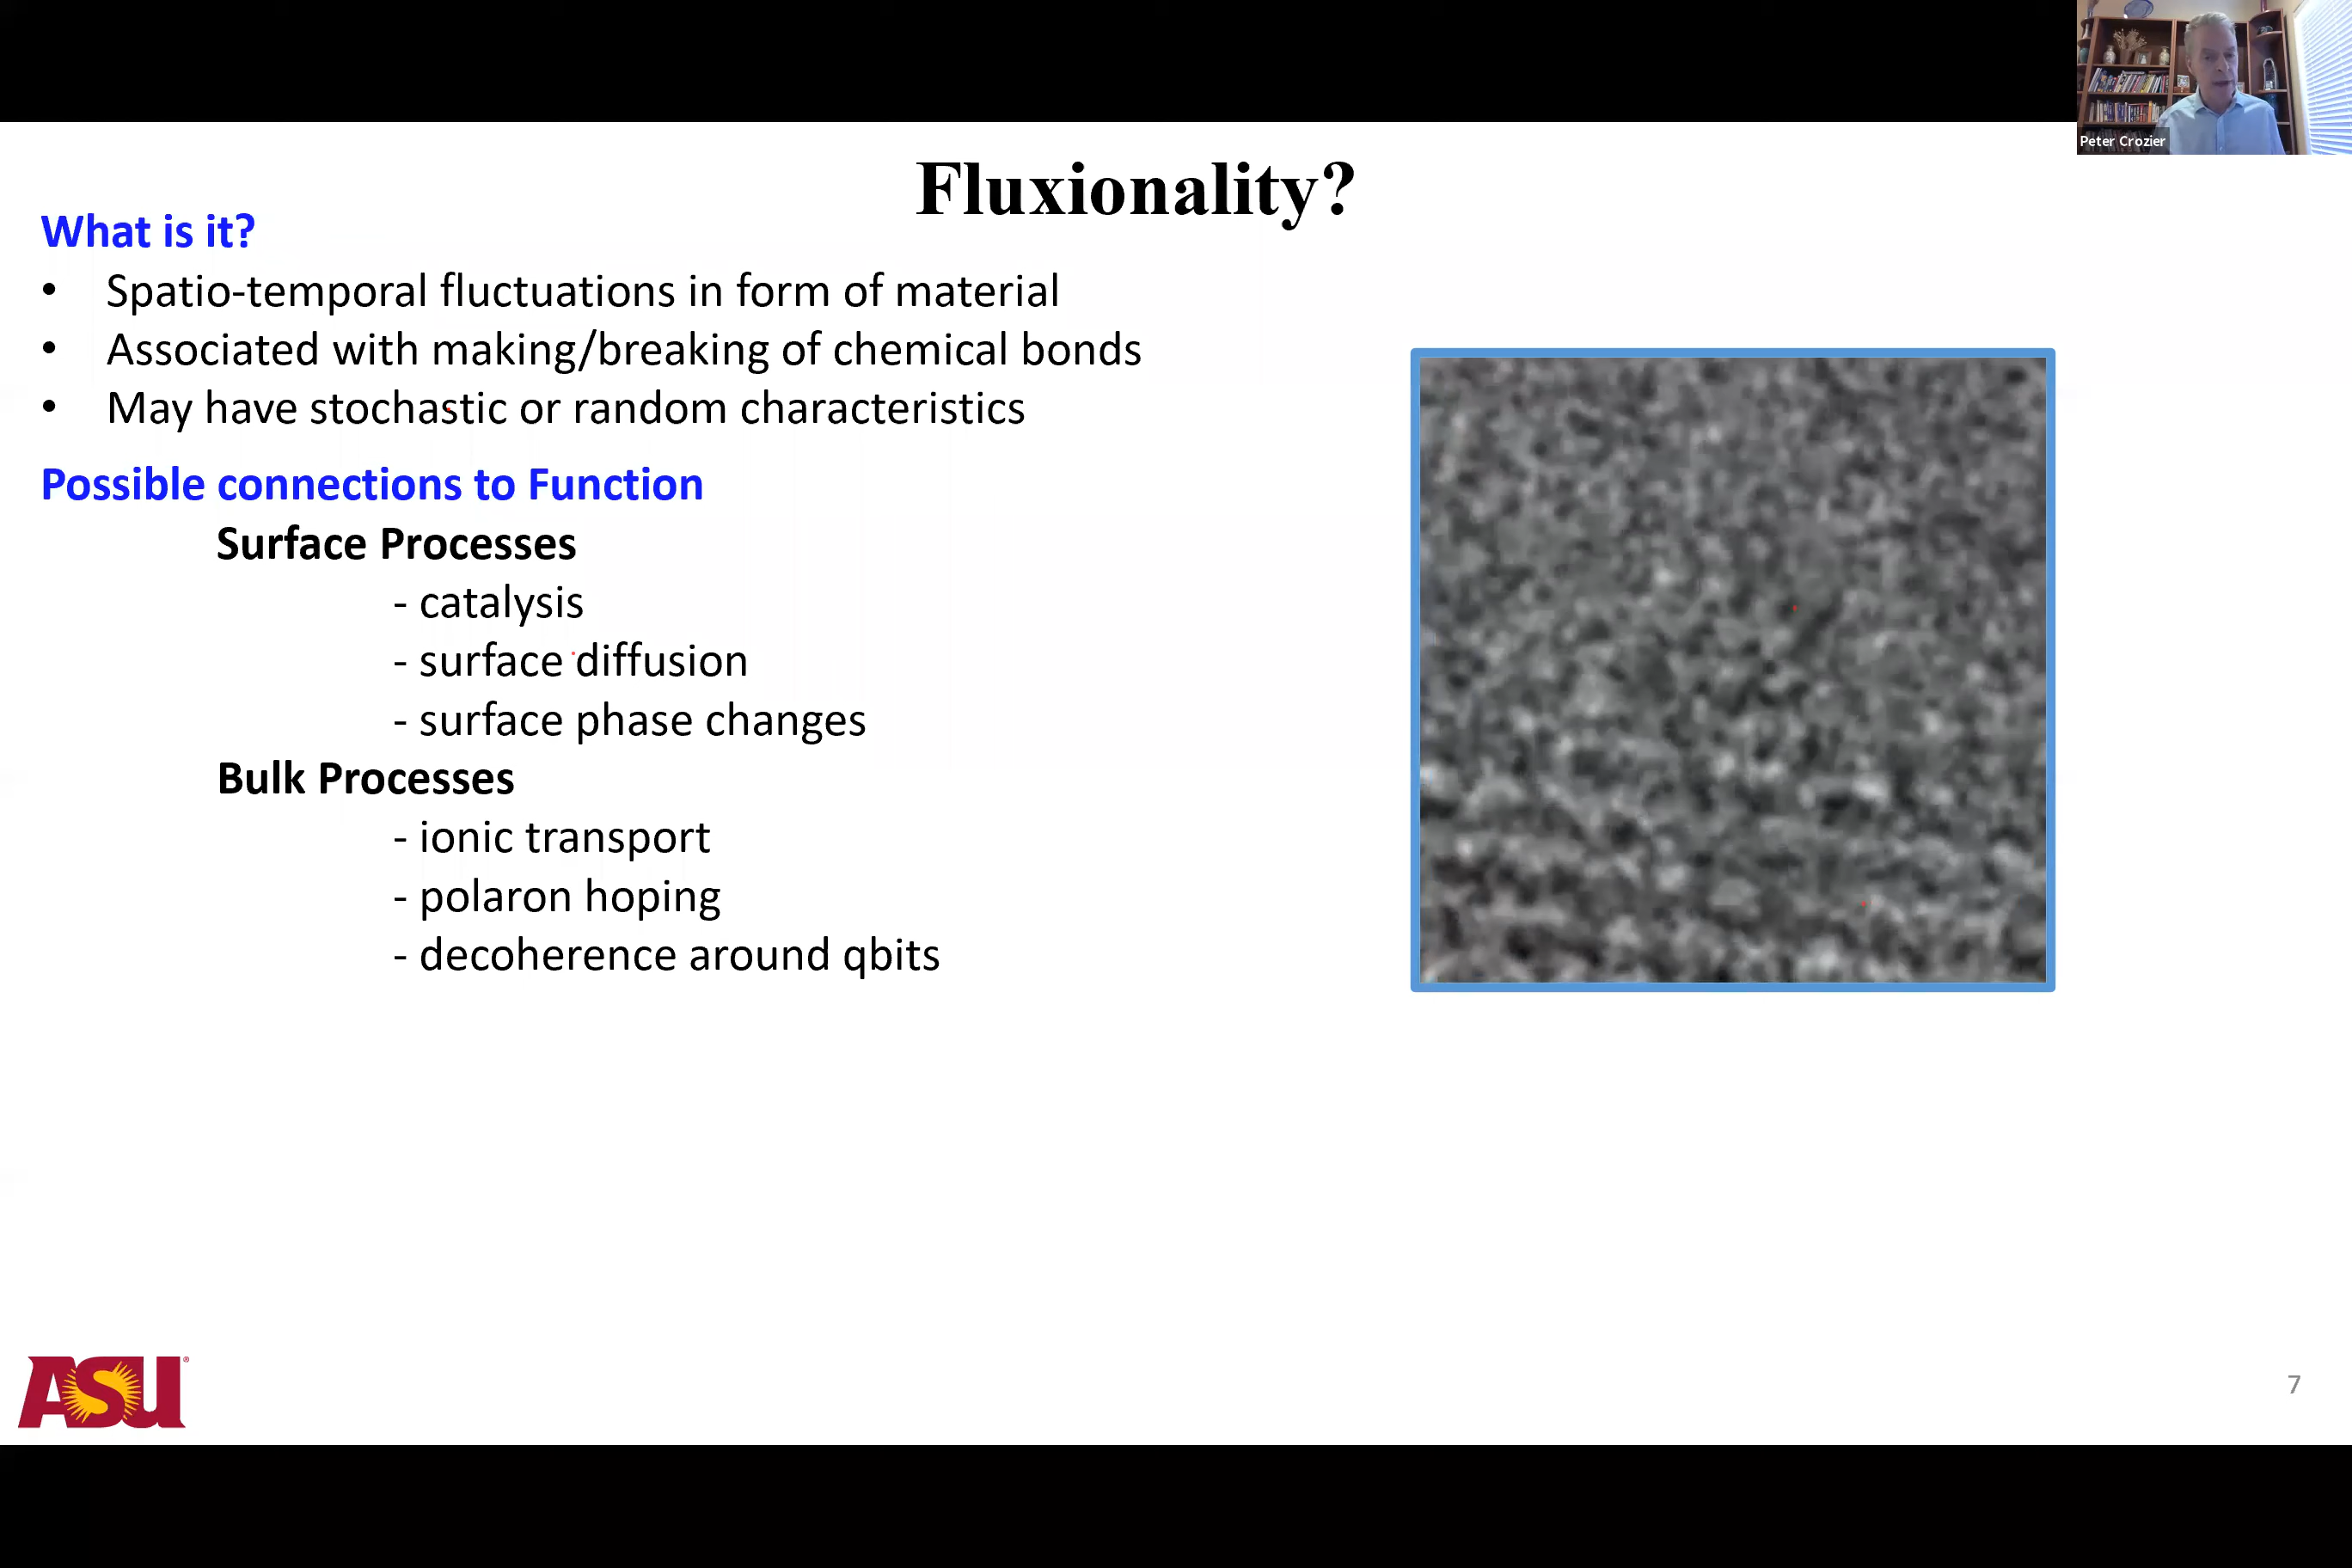 Peter Crozier
Fluxionality?
What is it?
• Spatio-temporal fluctuations in form of material
• Associated with making/breaking of chemical bonds
• May have stochastic or random characteristics
Possible connections to Function
Surface Processes
- catalysis
- surface diffusion
- surface phase changes
Bulk Processes
- ionic transport
- polaron hoping
- decoherence around qbits
ASU®
7